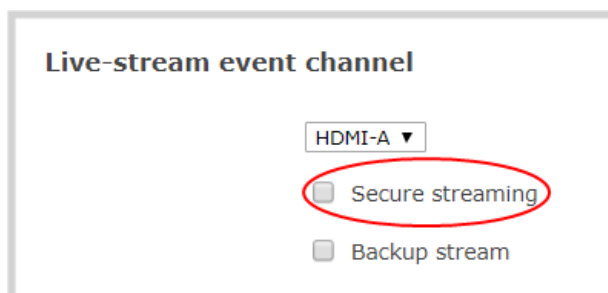 Live-stream event channel
HDMI-A ▼
Secure streaming
Backup stream